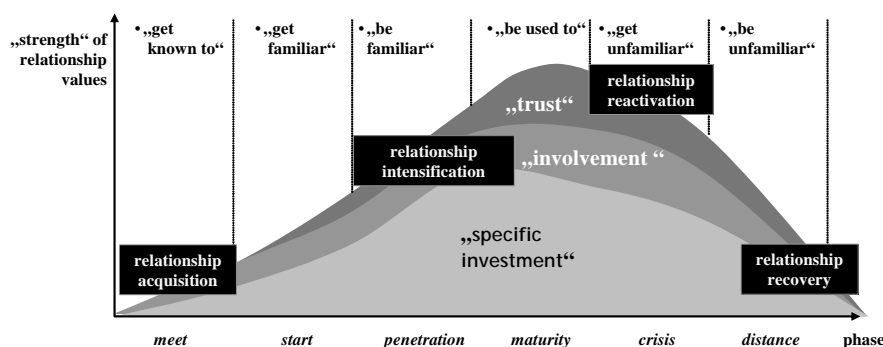 „strength“ of
relationship
values
•„get
known to“
•„get
familiar“
•„be
familiar“
•„be used to“
•„get
unfamiliar“
•„be
unfamiliar“
relationship
reactivation
„trust“
relationship
intensification
„involvement “
„specific
investment“
relationship
acquisition
relationship
recovery
meet start penetration maturity crisis distance phase